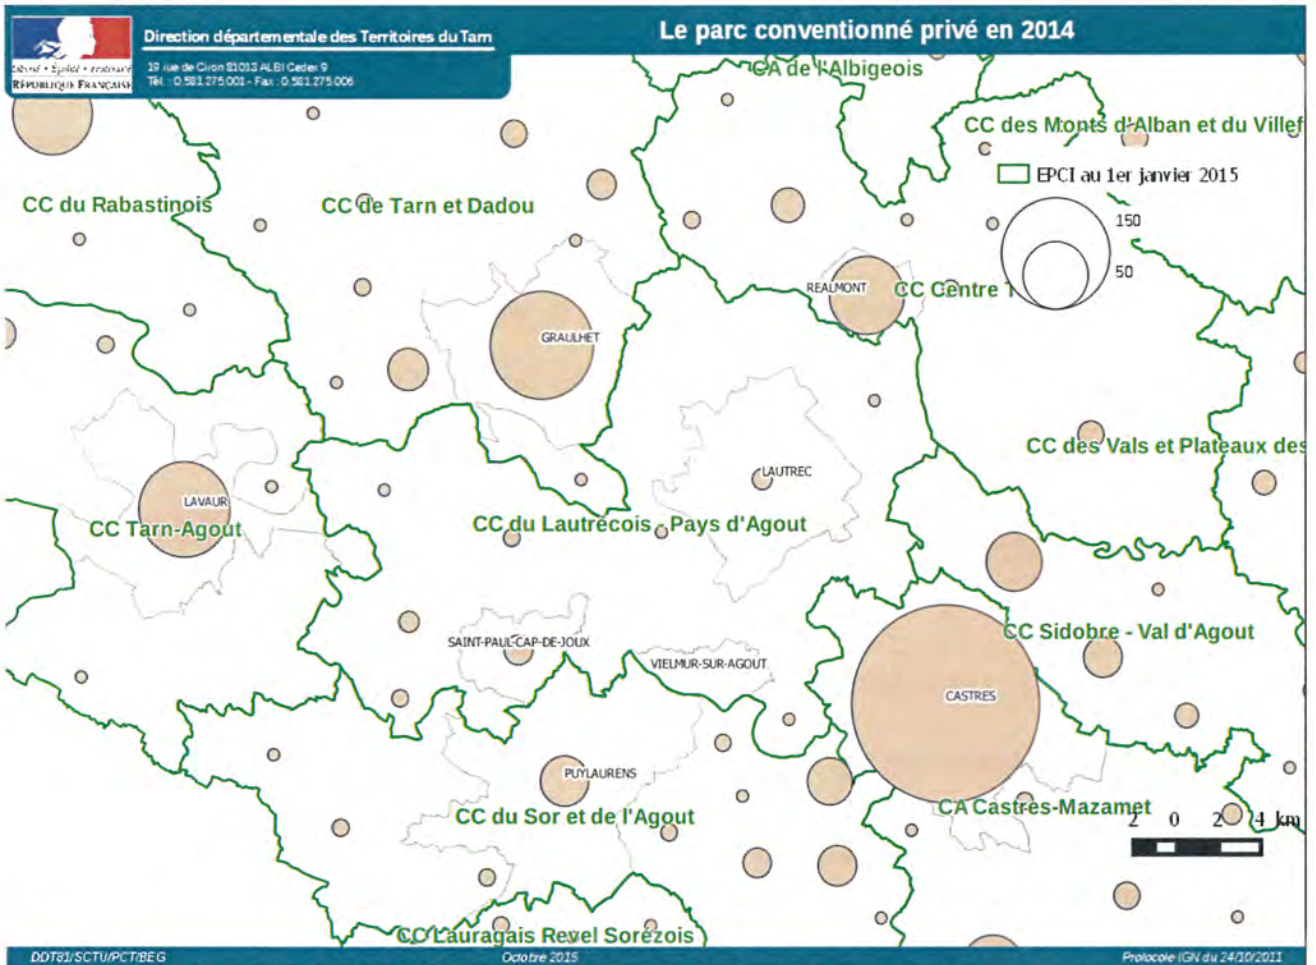 Le parc conventionné privé en 2014
Direction départementale des Territoires du Tarn
19 rue de Ciron 81013 ALBI Cedex 9
Tél. : 0.581.275.001 - Fax : 0.581.275.006
Liberté • Égalité • Fraternité
RÉPUBLIQUE FRANÇAISE
CA de l'Albigeois
CC des Monts d'Alban et du Villef
EPCI au 1er janvier 2015
CC du Rabastinois
CC de Tarn et Dadou
150
50
REALMONT
CC Centre T
GRAULHET
CC des Vals et Plateaux des
LAUTREC
LAVAUR
CC Tarn-Agout
CC du Lautrécois - Pays d'Agout
CC Sidobre - Val d'Agout
SAINT-PAUL-CAP-DE-JOUX
VIELMUR-SUR-AGOUT
CASTRES
PUYLAURENS
CC du Sor et de l'Agout
CA Castres-Mazamet
2 0 2 4 km
CC Lauragais Revel Sorezois
DDT81/SCTU/PCT/BEG
Octobre 2015
Protocole IGN du 24/10/2011